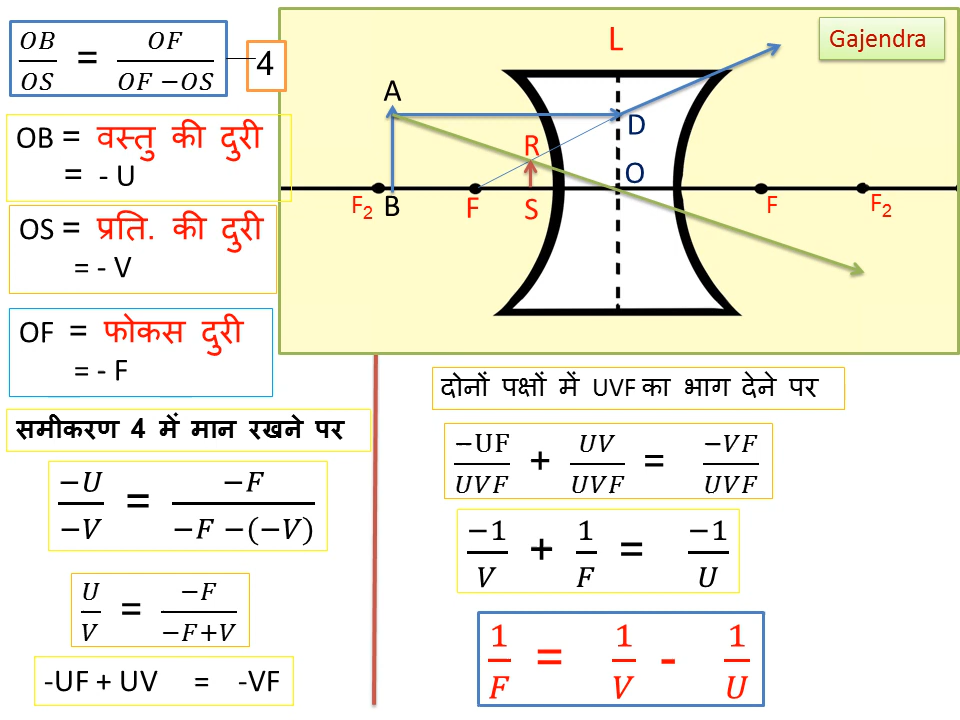 OB/OS = OF/(OF −OS) 4
OB = वस्तु की दुरी
= - U
OS = प्रति. की दुरी
= - V
OF = फोकस दुरी
= - F
समीकरण 4 में मान रखने पर
−U/−V = −F/(−F −(−V))
U/V = −F/(−F+V)
-UF + UV = -VF
Gajendra
L
A
D
R
O
F₂ B F S F F₂
दोनों पक्षों में UVF का भाग देने पर
−UF/UVF + UV/UVF = −VF/UVF
−1/V + 1/F = −1/U
1/F = 1/V - 1/U